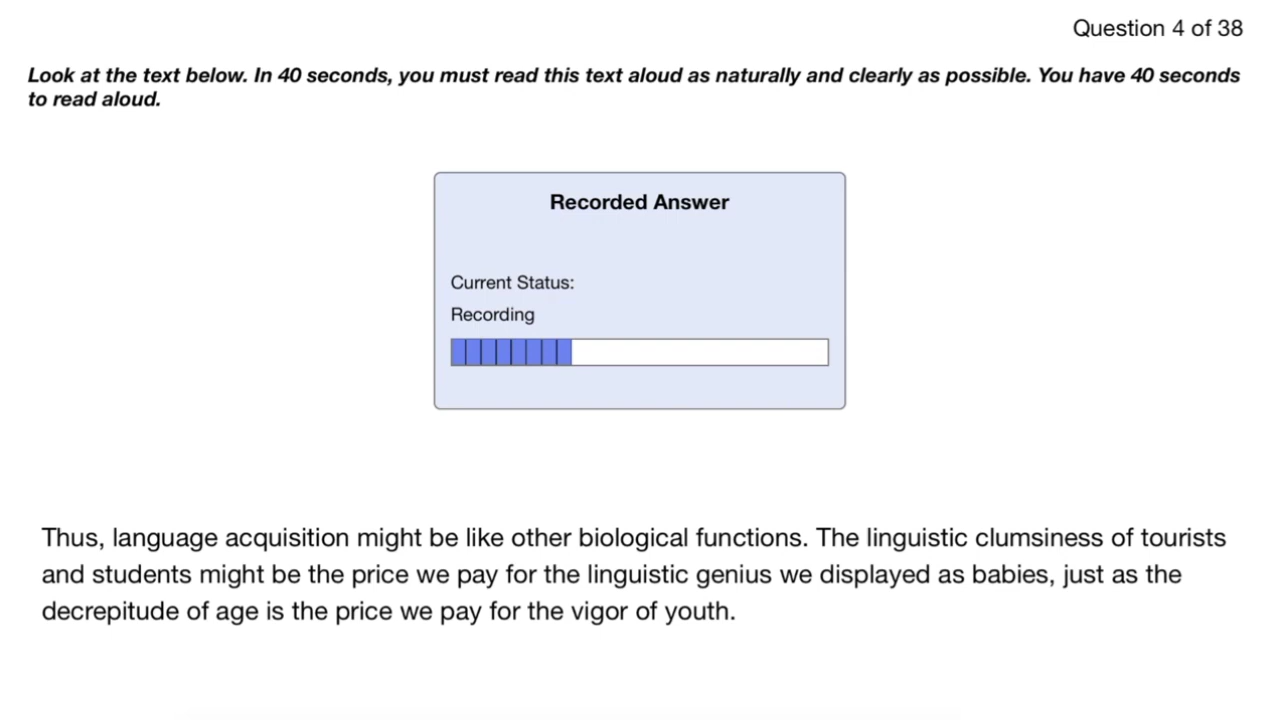 Question 4 of 38
Look at the text below. In 40 seconds, you must read this text aloud as naturally and clearly as possible. You have 40 seconds
to read aloud.
Recorded Answer
Current Status:
Recording
Thus, language acquisition might be like other biological functions. The linguistic clumsiness of tourists
and students might be the price we pay for the linguistic genius we displayed as babies, just as the
decrepitude of age is the price we pay for the vigor of youth.